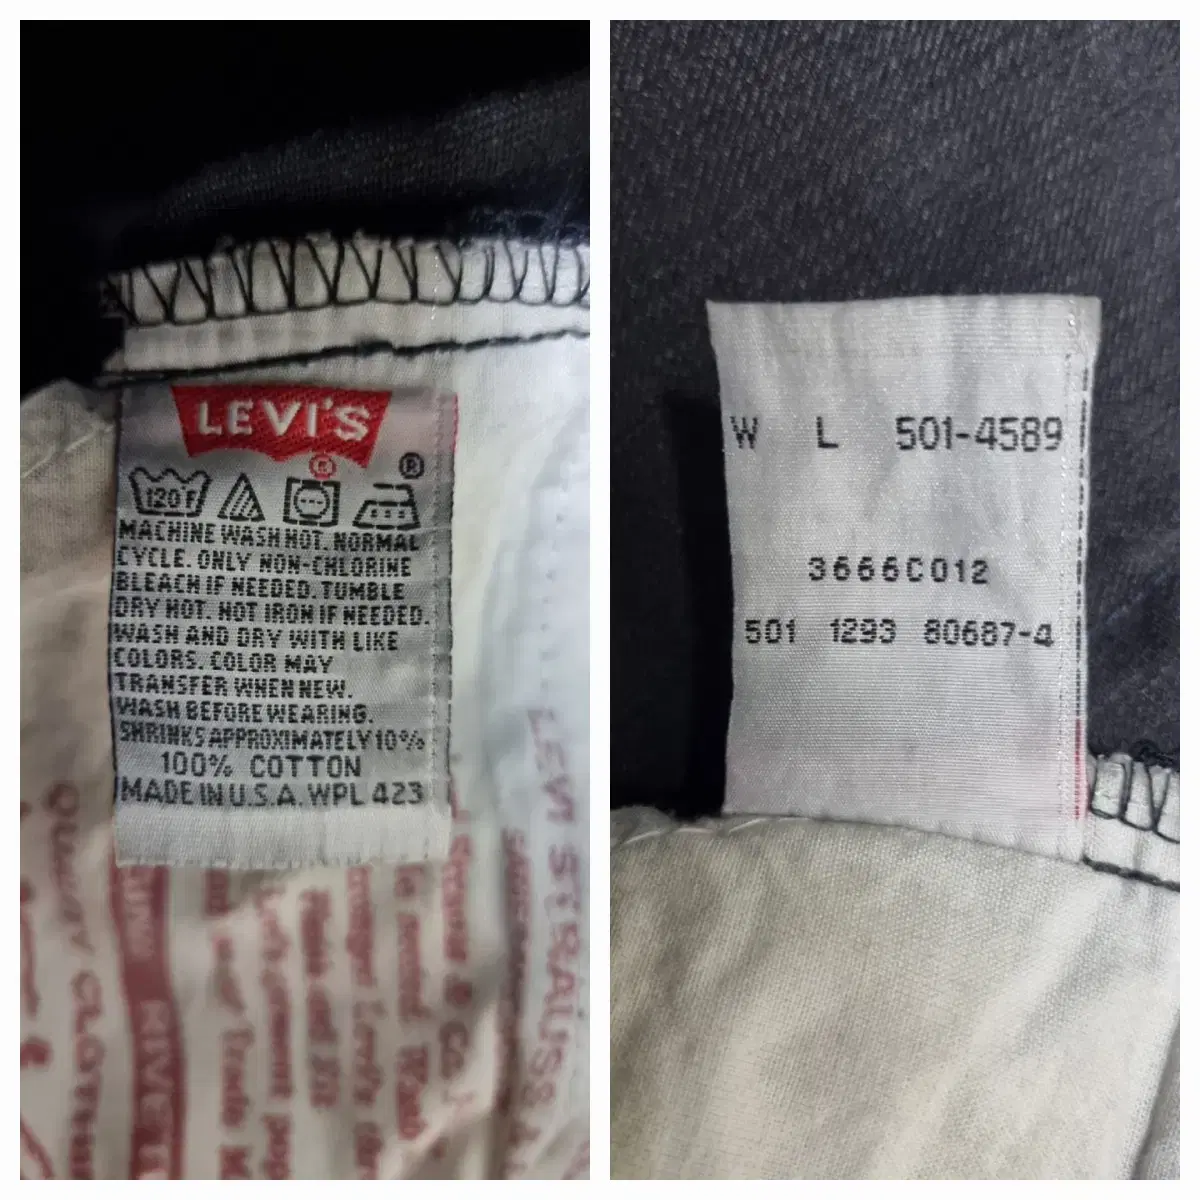 LEVI'S
®
®
120°F
MACHINE WASH HOT. NORMAL
CYCLE. ONLY NON-CHLORINE
BLEACH IF NEEDED. TUMBLE
DRY HOT. HOT IRON IF NEEDED.
WASH AND DRY WITH LIKE
COLORS. COLOR MAY
TRANSFER WHEN NEW.
WASH BEFORE WEARING.
SHRINKS APPROXIMATELY 10%
100% COTTON
MADE IN U.S.A. WPL 423
LEVI STRAUSS &
W L 501-4589
3666C012
501 1293 80687-4